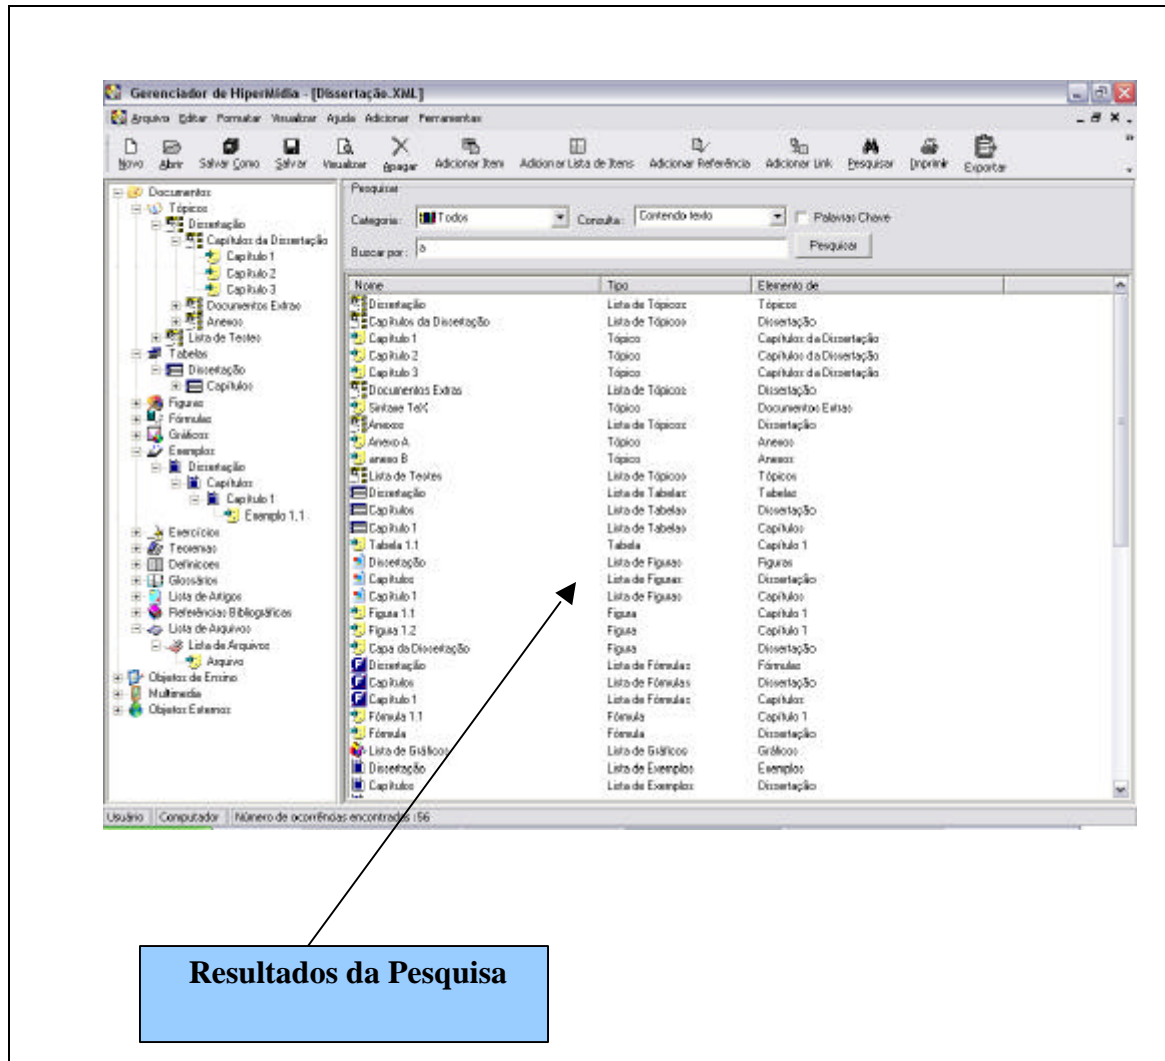 Gerenciador de HiperMídia - [Dissertação.XML]
Arquivo Editar Formatar Visualizar Ajuda Adicionar Ferramentas
Novo Abrir Salvar Como Salvar Visualizar Apagar Adicionar Item Adicionar Lista de Itens Adicionar Referência Adicionar Link Pesquisar Imprimir Exportar
Documentos
Tópicos
Dissertação
Capítulos da Dissertação
Capítulo 1
Capítulo 2
Capítulo 3
Documentos Extras
Anexos
Lista de Testes
Tabelas
Dissertação
Capítulos
Figuras
Fórmulas
Gráficos
Exemplos
Dissertação
Capítulos
Capítulo 1
Exemplo 1.1
Exercícios
Teoremas
Definicoes
Glossários
Lista de Artigos
Referências Bibliográficas
Lista de Arquivos
Lista de Arquivos
Arquivo
Objetos de Ensino
Multimedia
Objetos Externos
Pesquisar
Categoria: Todos Consulta: Contendo texto Palavras Chave
Buscar por: a Pesquisar
Nome Tipo Elemento de
Dissertação Lista de Tópicos Tópicos
Capítulos da Dissertação Lista de Tópicos Dissertação
Capítulo 1 Tópico Capítulos da Dissertação
Capítulo 2 Tópico Capítulos da Dissertação
Capítulo 3 Tópico Capítulos da Dissertação
Documentos Extras Lista de Tópicos Dissertação
Sintaxe TeX Tópico Documentos Extras
Anexos Lista de Tópicos Dissertação
Anexo A Tópico Anexos
anexo B Tópico Anexos
Lista de Testes Lista de Tópicos Tópicos
Dissertação Lista de Tabelas Tabelas
Capítulos Lista de Tabelas Dissertação
Capítulo 1 Lista de Tabelas Capítulos
Tabela 1.1 Tabela Capítulo 1
Dissertação Lista de Figuras Figuras
Capítulos Lista de Figuras Dissertação
Capítulo 1 Lista de Figuras Capítulos
Figura 1.1 Figura Capítulo 1
Figura 1.2 Figura Capítulo 1
Capa da Dissertação Figura Dissertação
Dissertação Lista de Fórmulas Fórmulas
Capítulos Lista de Fórmulas Dissertação
Capítulo 1 Lista de Fórmulas Capítulos
Fórmula 1.1 Fórmula Capítulo 1
Fórmula Fórmula Dissertação
Lista de Gráficos Lista de Gráficos Gráficos
Dissertação Lista de Exemplos Exemplos
Capítulos Lista de Exemplos Dissertação
Usuário Computador Número de ocorrências encontradas :56
Resultados da Pesquisa